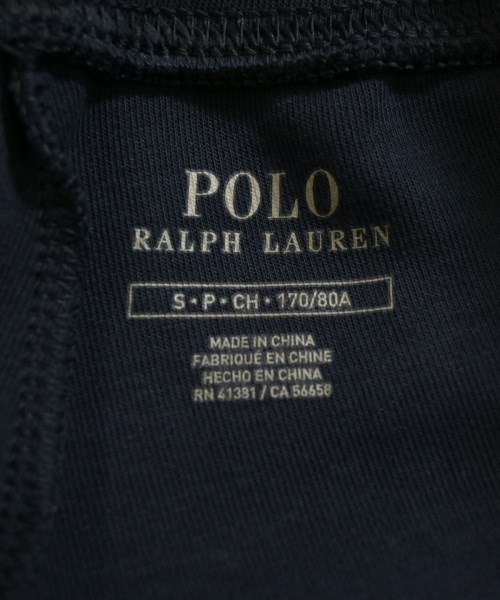 POLO
RALPH LAUREN
S • P • CH • 170/80A
MADE IN CHINA
FABRIQUÉ EN CHINE
HECHO EN CHINA
RN 41381 / CA 56658